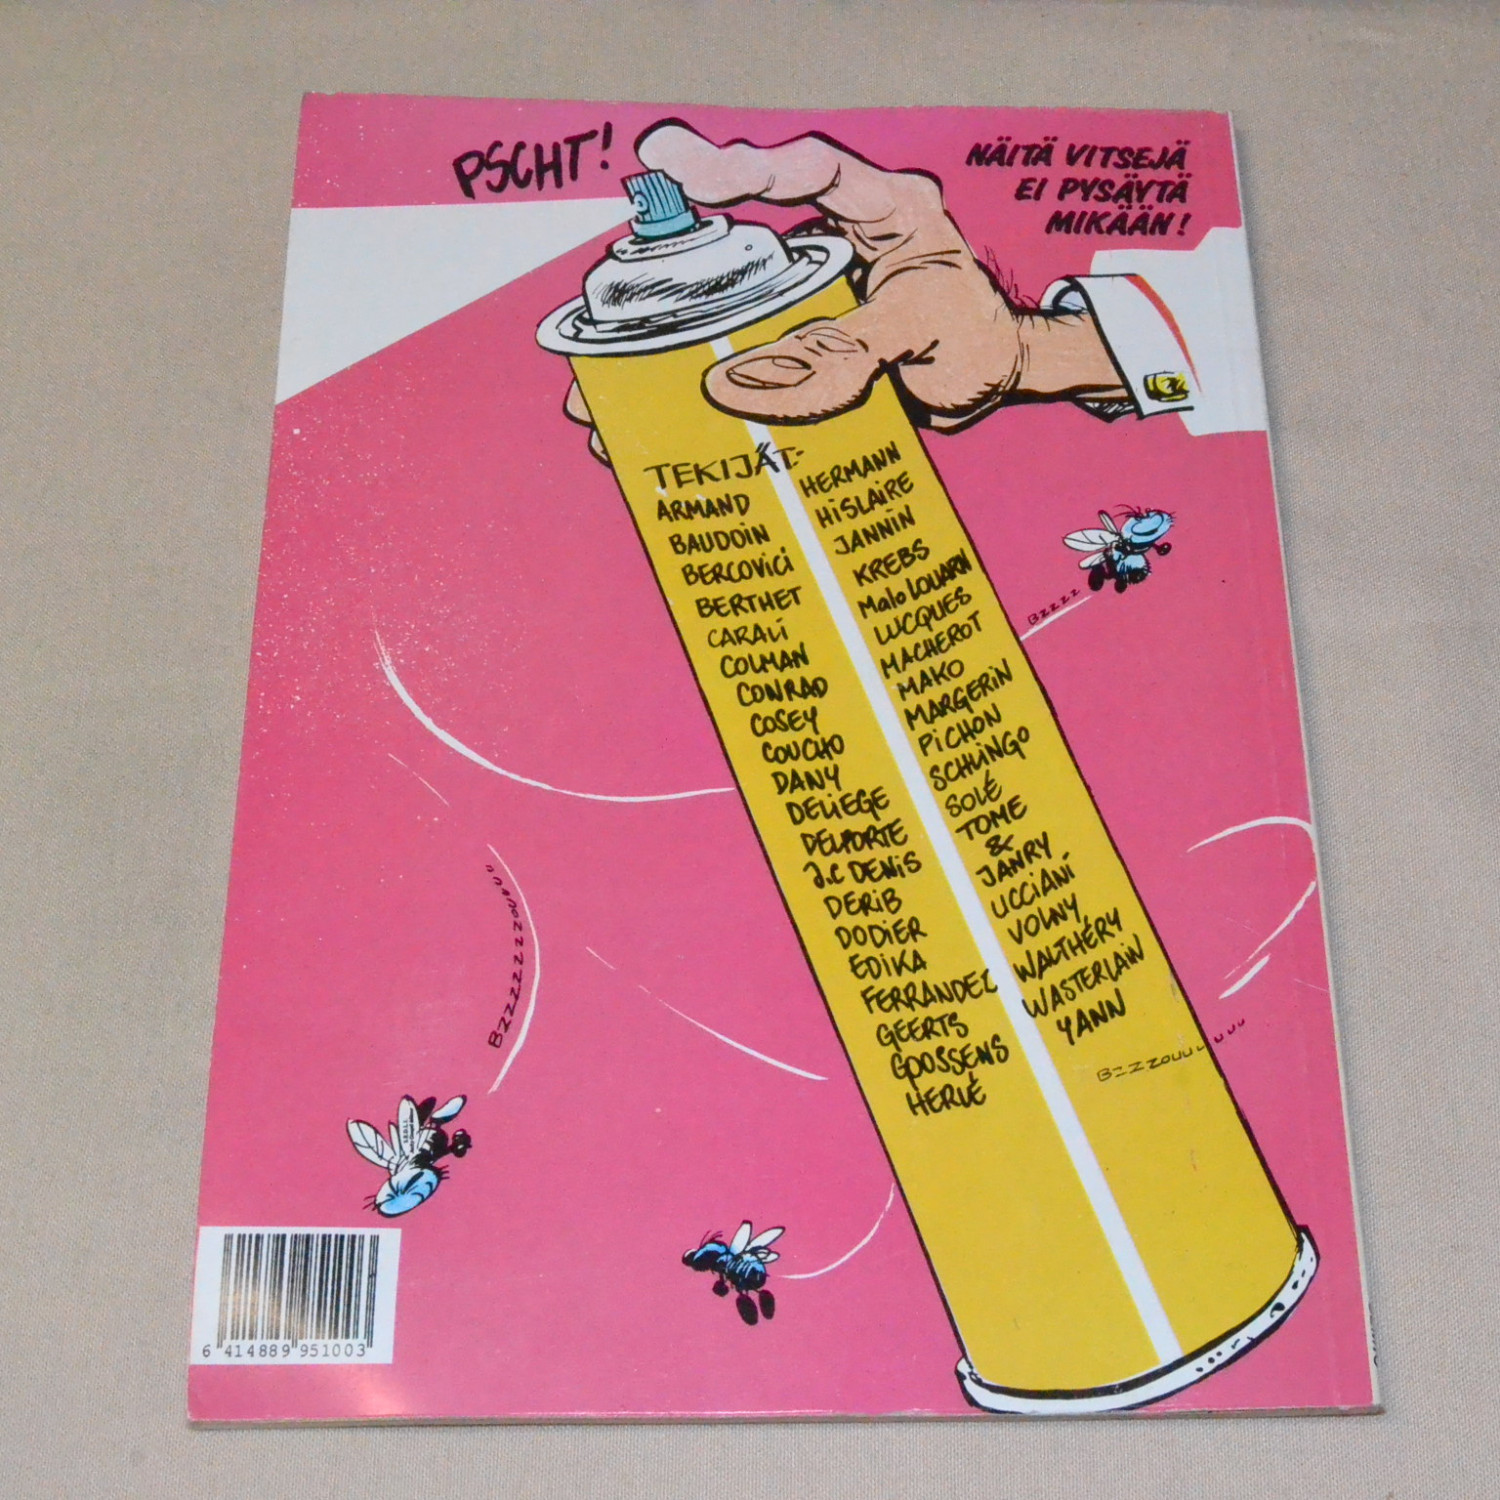 PSCHT!
NÄITÄ VITSEJÄ
EI PYSÄYTÄ
MIKÄÄN!
TEKIJÄT:
ARMAND
BAUDOIN
BERCOVICI
BERTHET
CARALI
COLMAN
CONRAD
COSEY
COUCHO
DANY
DELIEGE
DELPORTE
J.C DENIS
DERIB
DODIER
EDIKA
FERRANDEZ
GEERTS
GOOSSENS
HERLÉ
HERMANN
HISLAIRE
JANNIN
KREBS
Malo LOUARN
LUCQUES
MACHEROT
MAKO
MARGERIN
PICHON
SCHLINGO
SOLÉ
TOME
&
JANRY
UCCIANI
VOLNY
WALTHÉRY
WASTERLAIN
YANN
BZZZZ
BZZZOUUUUUU
6 414889 951003